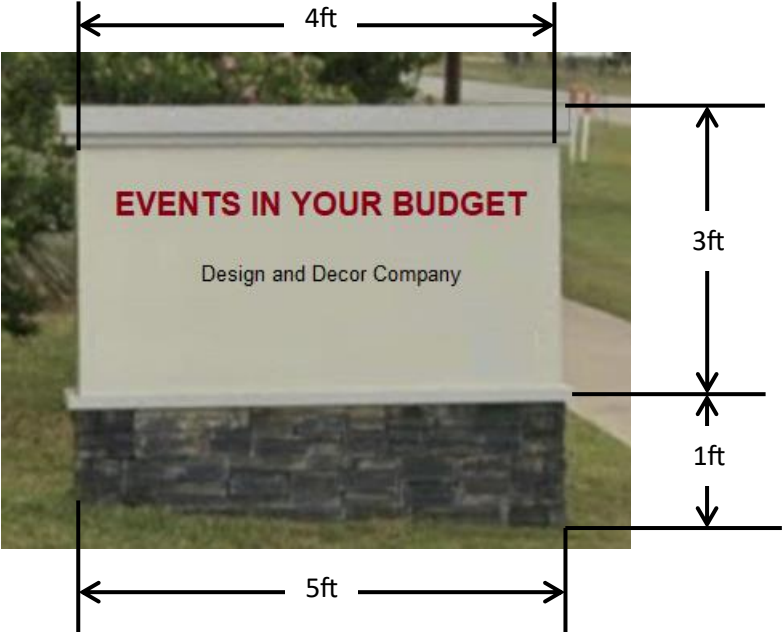 4ft
EVENTS IN YOUR BUDGET
Design and Decor Company
3ft
1ft
5ft